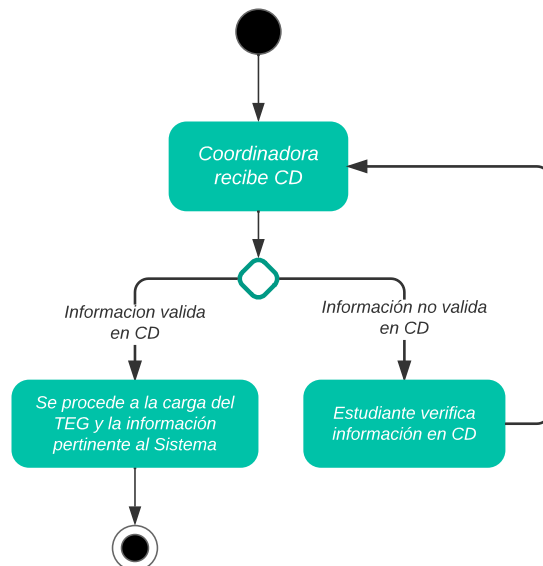 Coordinadora
recibe CD
Informacion valida
en CD
Información no valida
en CD
Se procede a la carga del
TEG y la información
pertinente al Sistema
Estudiante verifica
información en CD